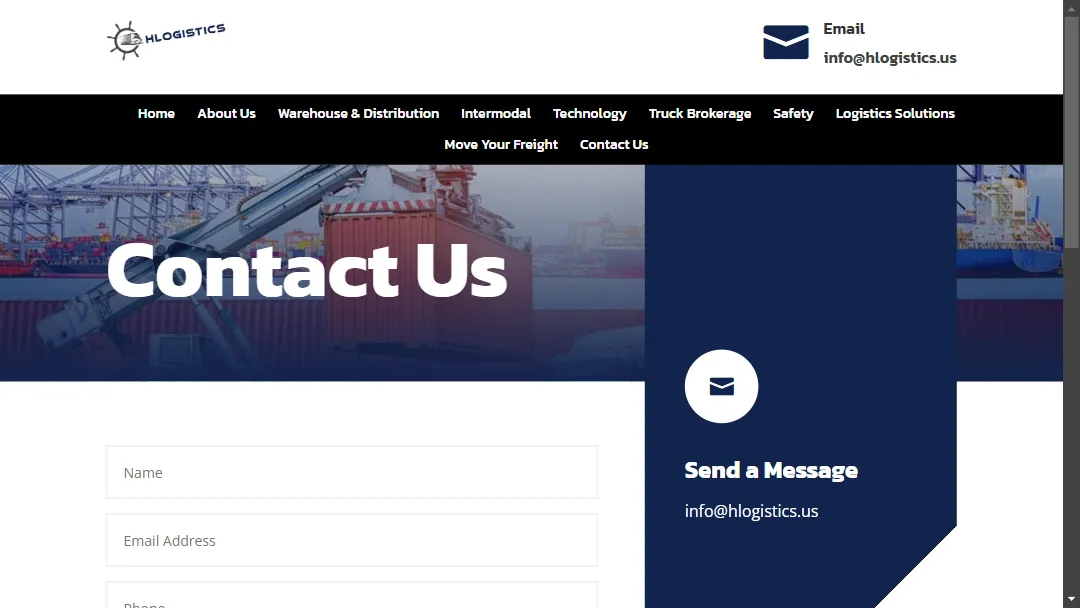 HLOGISTICS
Email
info@hlogistics.us
Home About Us Warehouse & Distribution Intermodal Technology Truck Brokerage Safety Logistics Solutions
Move Your Freight Contact Us
Contact Us
Send a Message
info@hlogistics.us
Name
Email Address
Phone